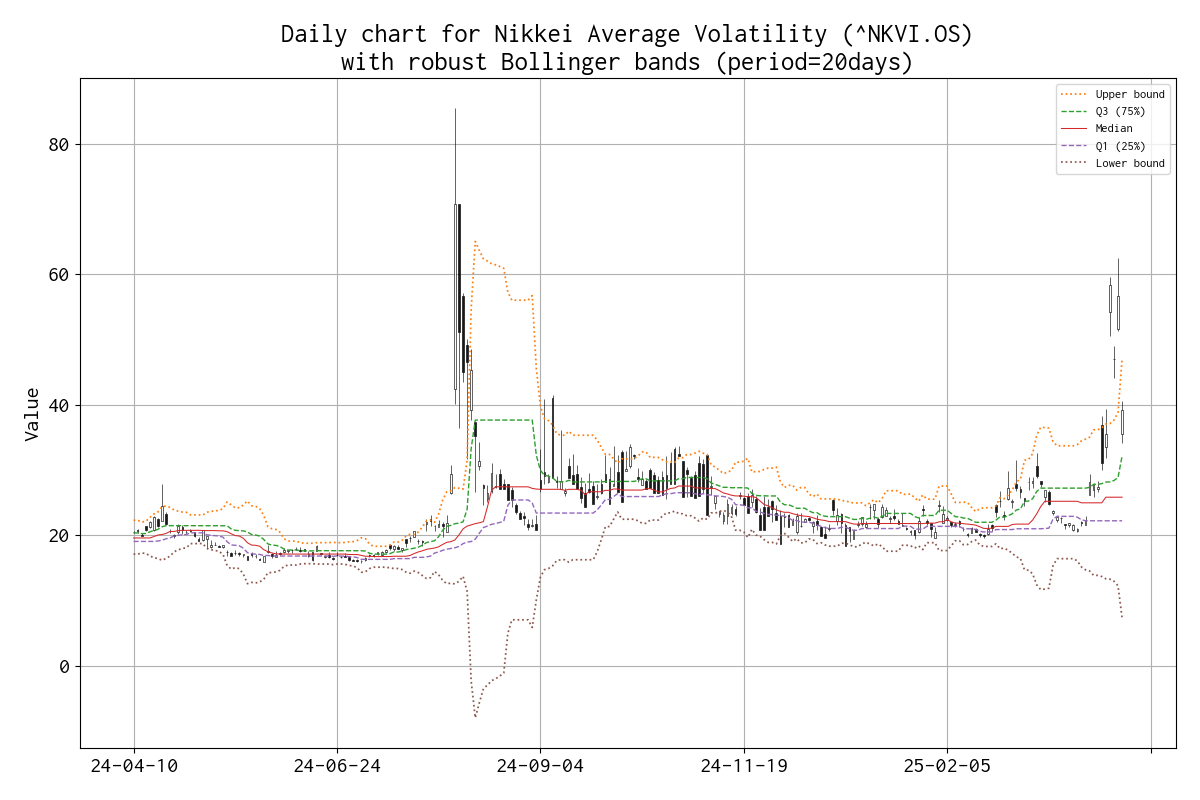 Daily chart for Nikkei Average Volatility (^NKVI.OS)
with robust Bollinger bands (period=20days)
Upper bound
Q3 (75%)
Median
Q1 (25%)
Lower bound
Value
80
60
40
20
0
24-04-10
24-06-24
24-09-04
24-11-19
25-02-05